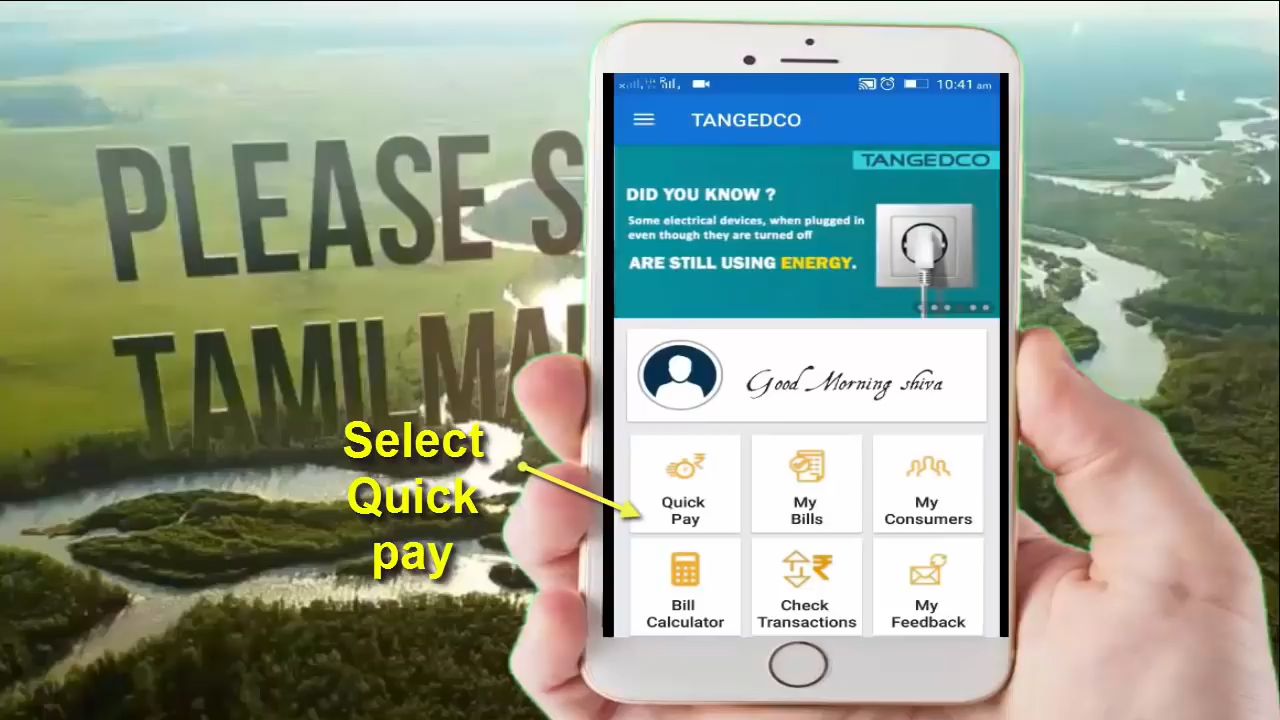 PLEASE S
TAMILMA
Select
Quick
pay
10:41 am
TANGEDCO
TANGEDCO
DID YOU KNOW ?
Some electrical devices, when plugged in
even though they are turned off
ARE STILL USING ENERGY.
Good Morning shiva
Quick
Pay
My
Bills
My
Consumers
Bill
Calculator
Check
Transactions
My
Feedback